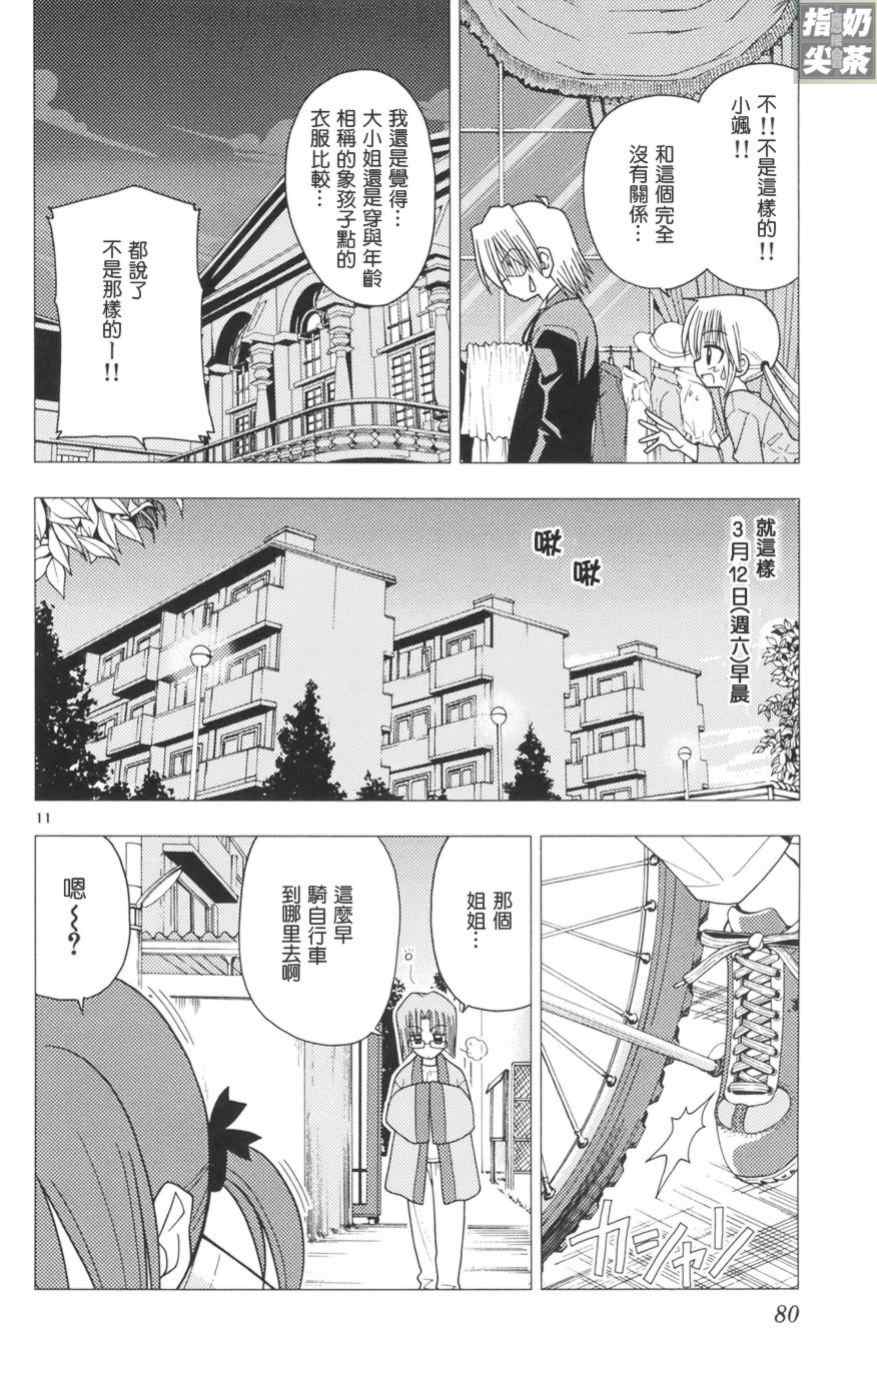 不!!不是這樣的!!
小颯!!
和這個完全
沒有關係…
我還是覺得…
大小姐還是穿與年齡
相稱的象孩子點的
衣服比較…
都說了
不是那樣的ー!!
就這樣
3月12日(週六)早晨
11
那個
姐姐…
這麼早
騎自行車
到哪里去啊
嗯～?
カシャン
80
指尖
奶茶